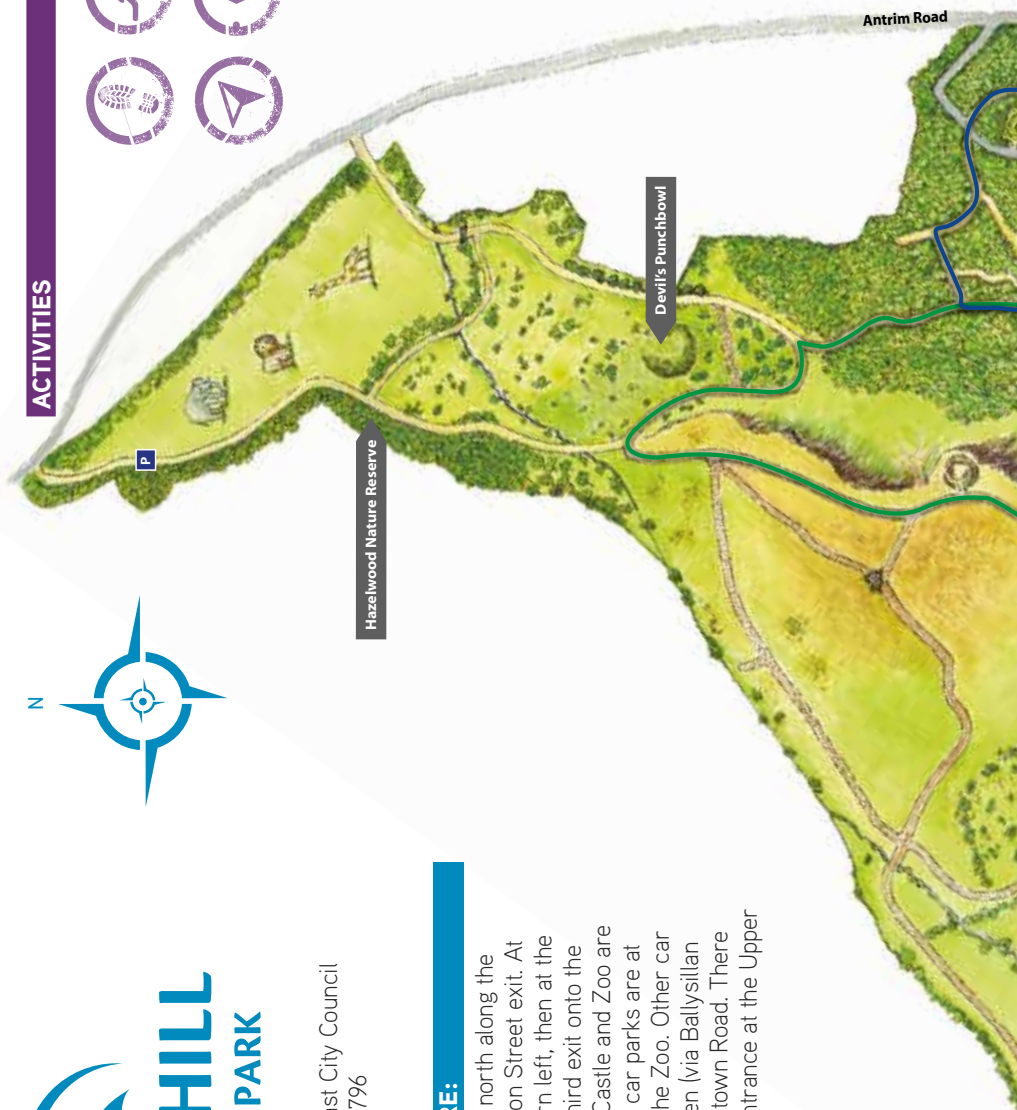 HILL
PARK
ast City Council
796
RE:
north along the
on Street exit. At
rn left, then at the
hird exit onto the
Castle and Zoo are
car parks are at
he Zoo. Other car
en (via Ballysillan
town Road. There
ntrance at the Upper
N
ACTIVITIES
P
Hazelwood Nature Reserve
Devil's Punchbowl
Antrim Road